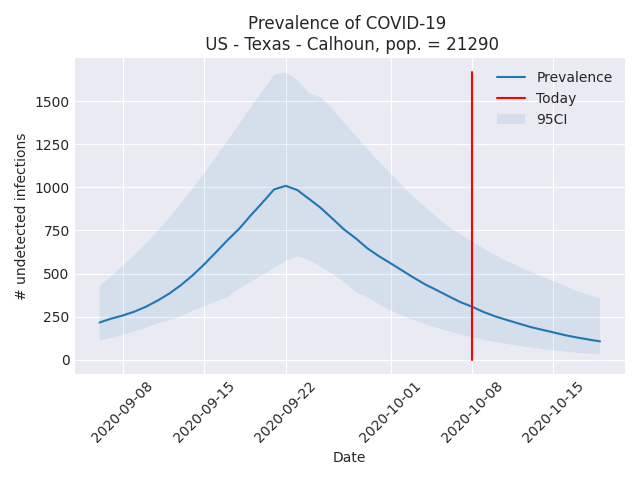 Prevalence of COVID-19
US - Texas - Calhoun, pop. = 21290
Prevalence
Today
95CI
1500
1250
1000
750
500
250
0
# undetected infections
2020-09-08
2020-09-15
2020-09-22
2020-10-01
2020-10-08
2020-10-15
Date